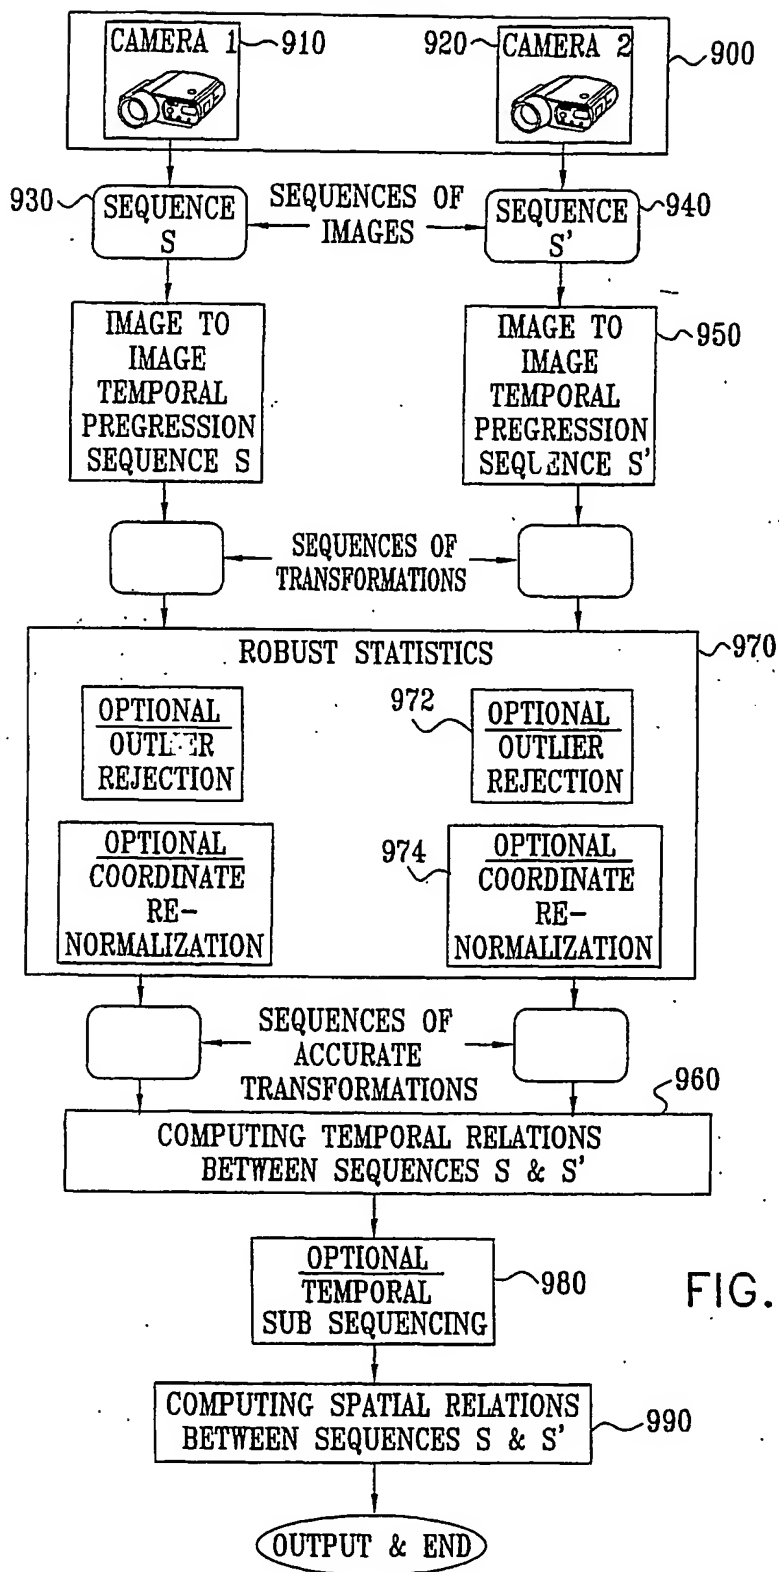 CAMERA 1
910
920
CAMERA 2
900
930
SEQUENCE
S
SEQUENCES OF
IMAGES
SEQUENCE
S'
940
IMAGE TO
IMAGE
TEMPORAL
PREGRESSION
SEQUENCE S
IMAGE TO
IMAGE
TEMPORAL
PREGRESSION
SEQUENCE S'
950
SEQUENCES OF
TRANSFORMATIONS
ROBUST STATISTICS
970
OPTIONAL
OUTLIER
REJECTION
972
OPTIONAL
OUTLIER
REJECTION
OPTIONAL
COORDINATE
RE-
NORMALIZATION
974
OPTIONAL
COORDINATE
RE-
NORMALIZATION
SEQUENCES OF
ACCURATE
TRANSFORMATIONS
960
COMPUTING TEMPORAL RELATIONS
BETWEEN SEQUENCES S & S'
OPTIONAL
TEMPORAL
SUB SEQUENCING
980
FIG.
COMPUTING SPATIAL RELATIONS
BETWEEN SEQUENCES S & S'
990
OUTPUT & END